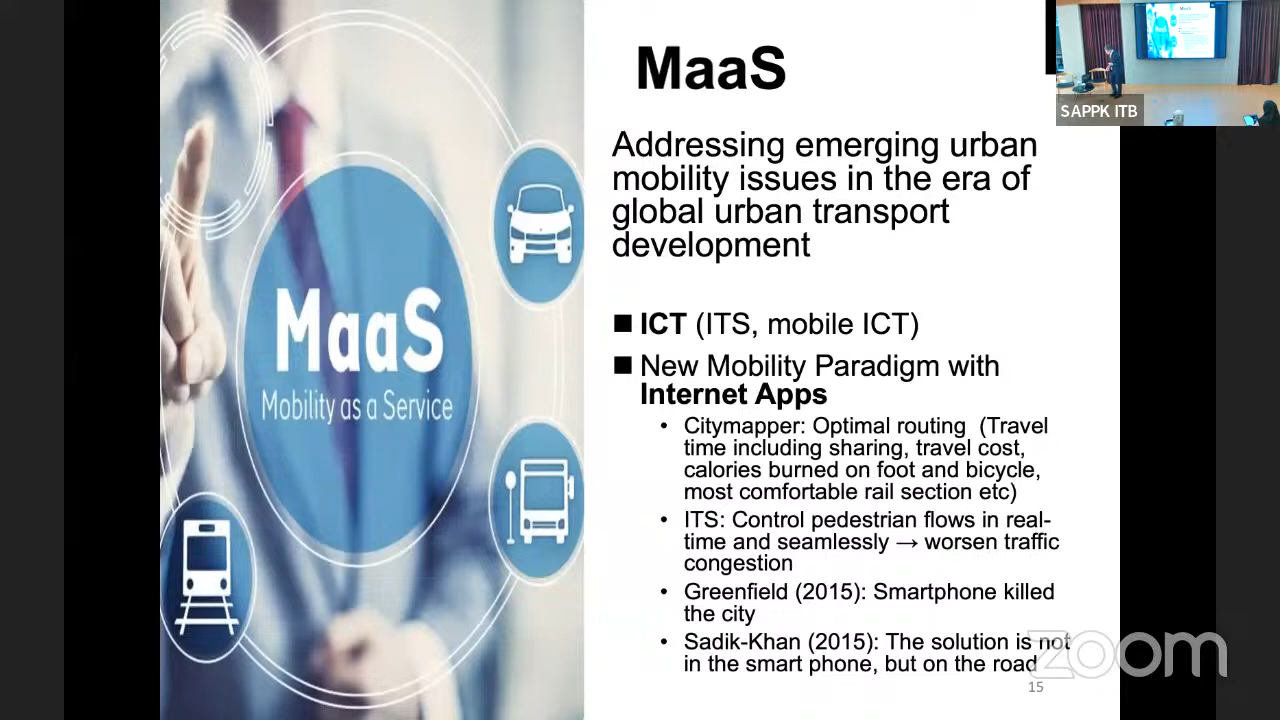 MaaS
SAPPK ITB
Addressing emerging urban
mobility issues in the era of
global urban transport
development
MaaS
Mobility as a Service
■ ICT (ITS, mobile ICT)
■ New Mobility Paradigm with
Internet Apps
• Citymapper: Optimal routing (Travel
time including sharing, travel cost,
calories burned on foot and bicycle,
most comfortable rail section etc)
• ITS: Control pedestrian flows in real-
time and seamlessly → worsen traffic
congestion
• Greenfield (2015): Smartphone killed
the city
• Sadik-Khan (2015): The solution is not
in the smart phone, but on the road
zoom
15